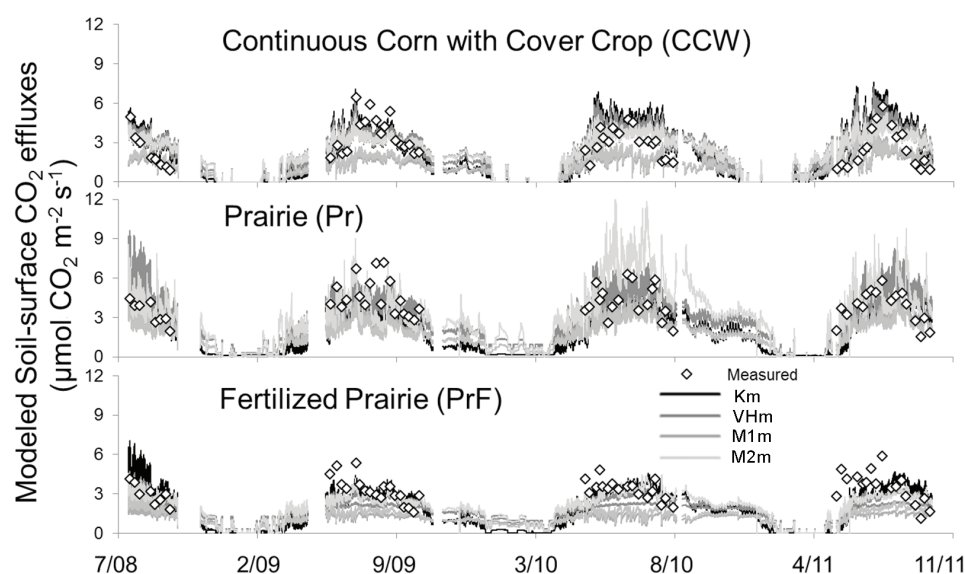 Modeled Soil-surface CO2 effluxes
(μmol CO2 m-2 s-1)
12
9
6
3
0
Continuous Corn with Cover Crop (CCW)
12
9
6
3
0
Prairie (Pr)
12
9
6
3
0
Fertilized Prairie (PrF)
Measured
Km
VHm
M1m
M2m
7/08 2/09 9/09 3/10 8/10 4/11 11/11